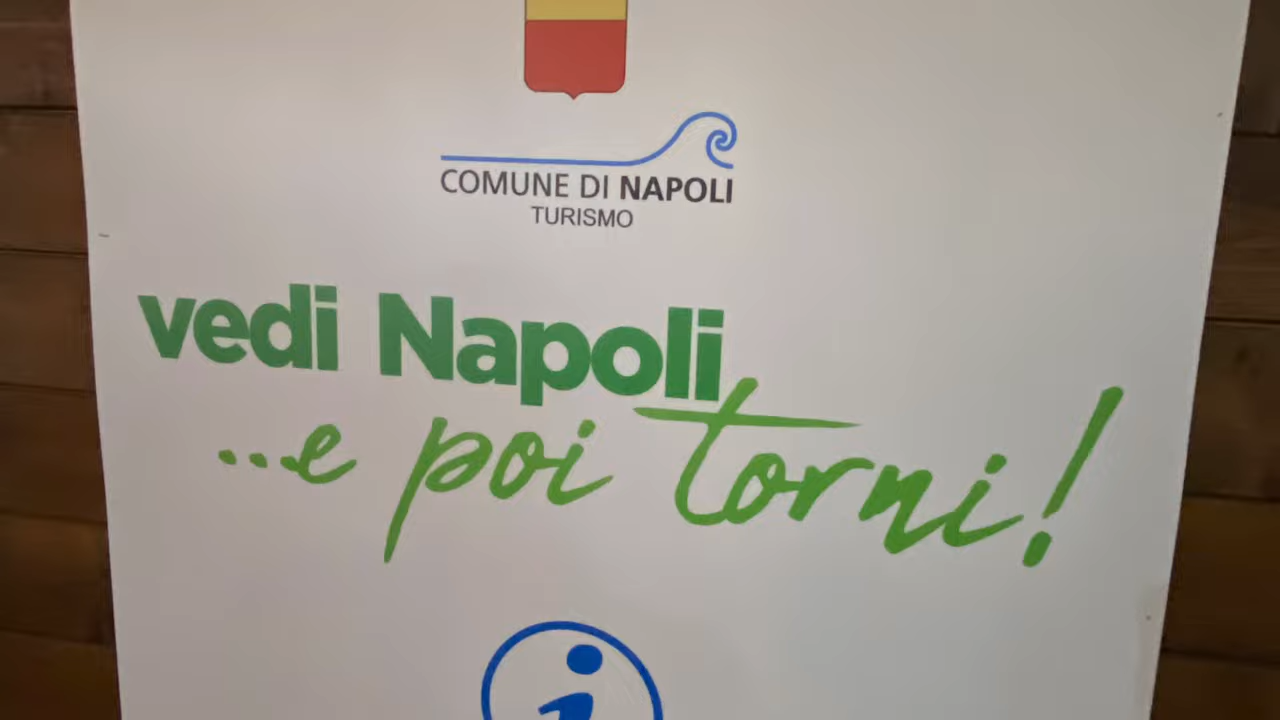 COMUNE DI NAPOLI
TURISMO
vedi Napoli
...e poi torni!
i